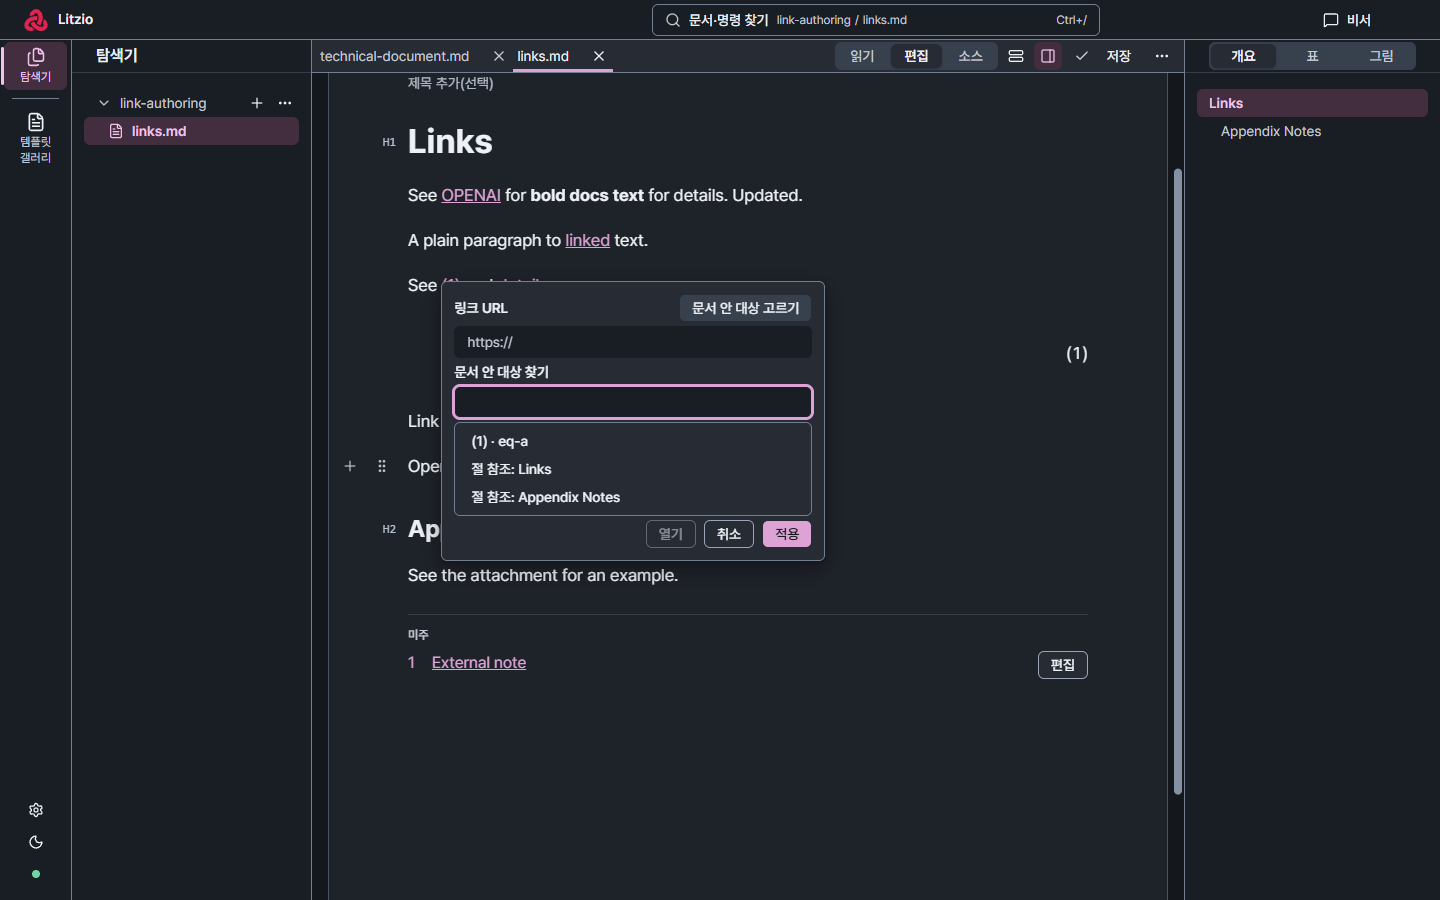 Litzio
문서·명령 찾기 link-authoring / links.md Ctrl+/
비서
탐색기
템플릿
갤러리
탐색기
link-authoring
links.md
technical-document.md
links.md
읽기 편집 소스
저장
개요 표 그림
Links
Appendix Notes
제목 추가(선택)
H1 Links
See OPENAI for bold docs text for details. Updated.
A plain paragraph to linked text.
See
(1)
Link
H2
See the attachment for an example.
미주
1 External note
편집
링크 URL
문서 안 대상 고르기
https://
문서 안 대상 찾기
(1) · eq-a
절 참조: Links
절 참조: Appendix Notes
열기 취소 적용